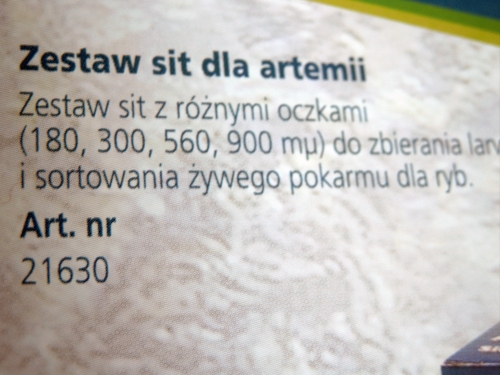 Zestaw sit dla artemii
Zestaw sit z różnymi oczkami
(180, 300, 560, 900 mµ) do zbierania larw
i sortowania żywego pokarmu dla ryb.
Art. nr
21630